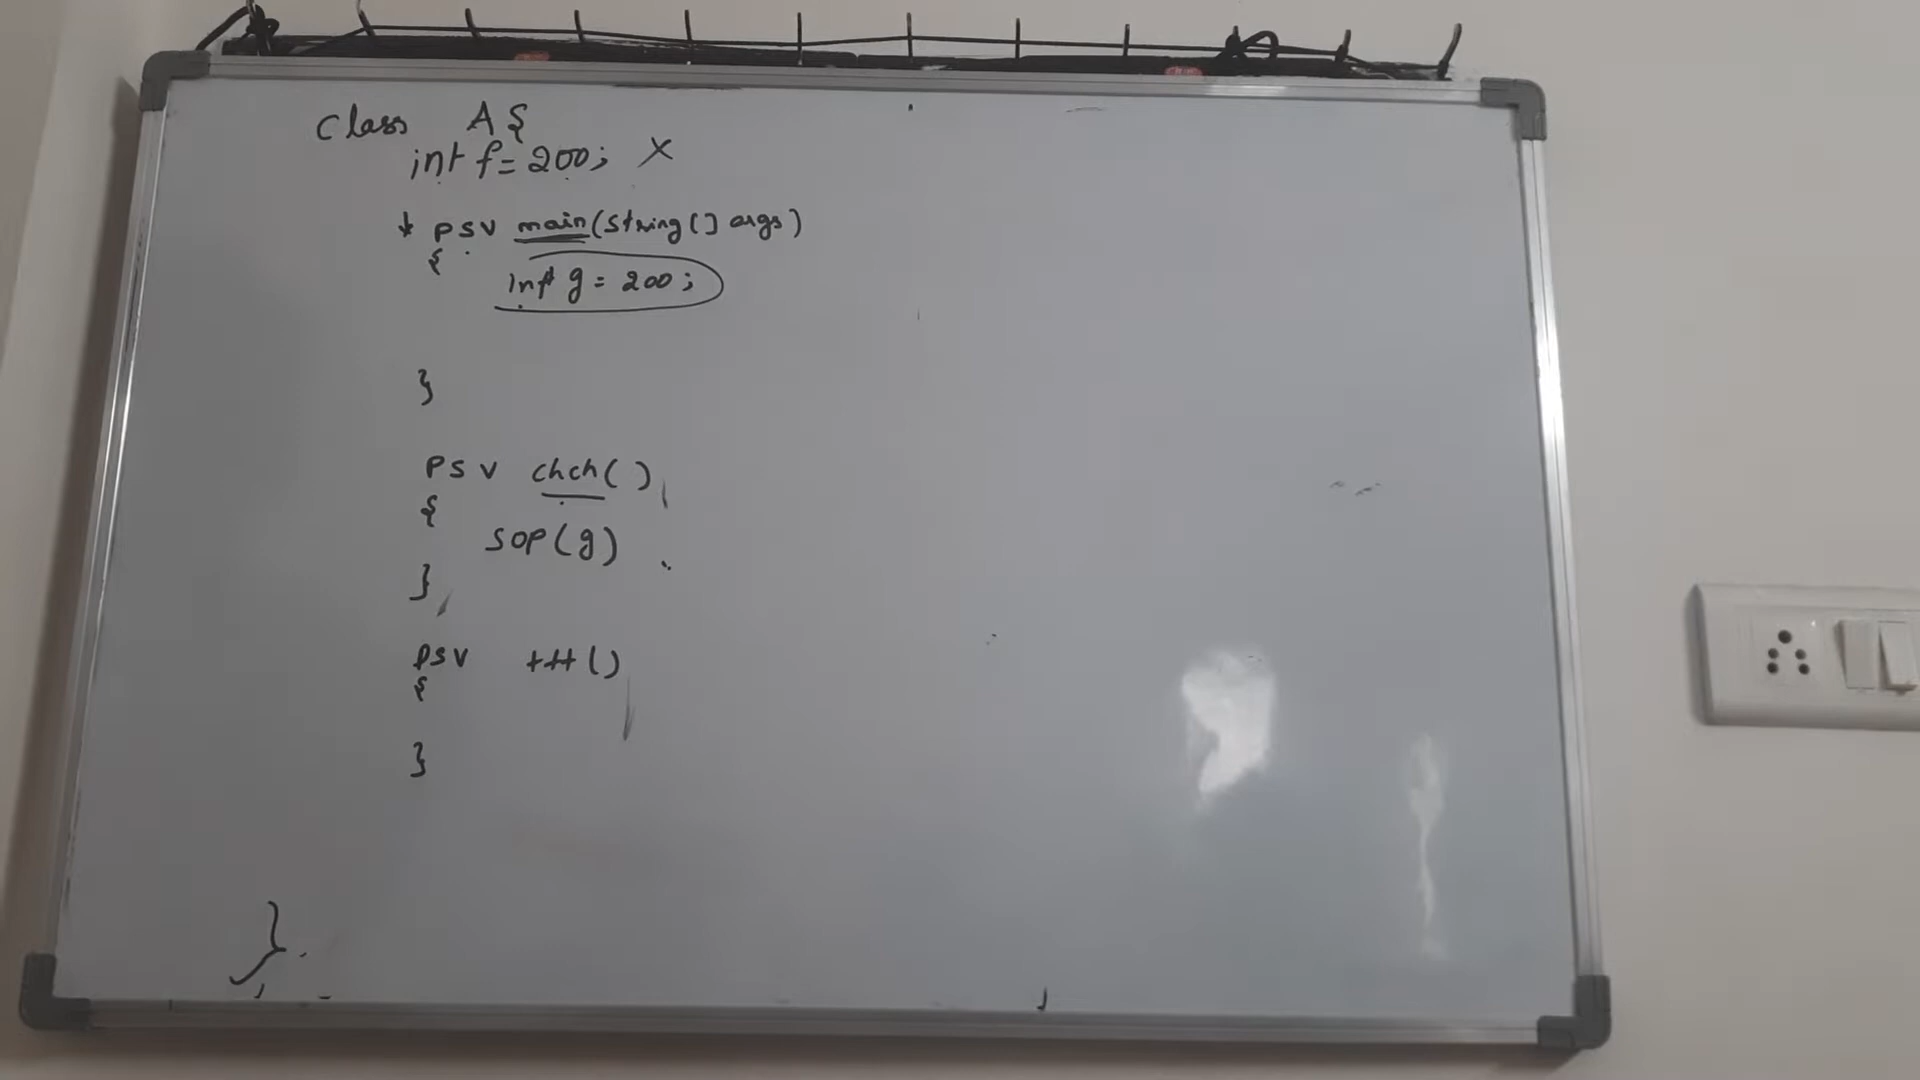 class A{
int f = 200; X
* psv main(String[] args)
{
int g = 200;
}
PSV chch()
{
SOP(g)
}
psv ttt()
{
}
}